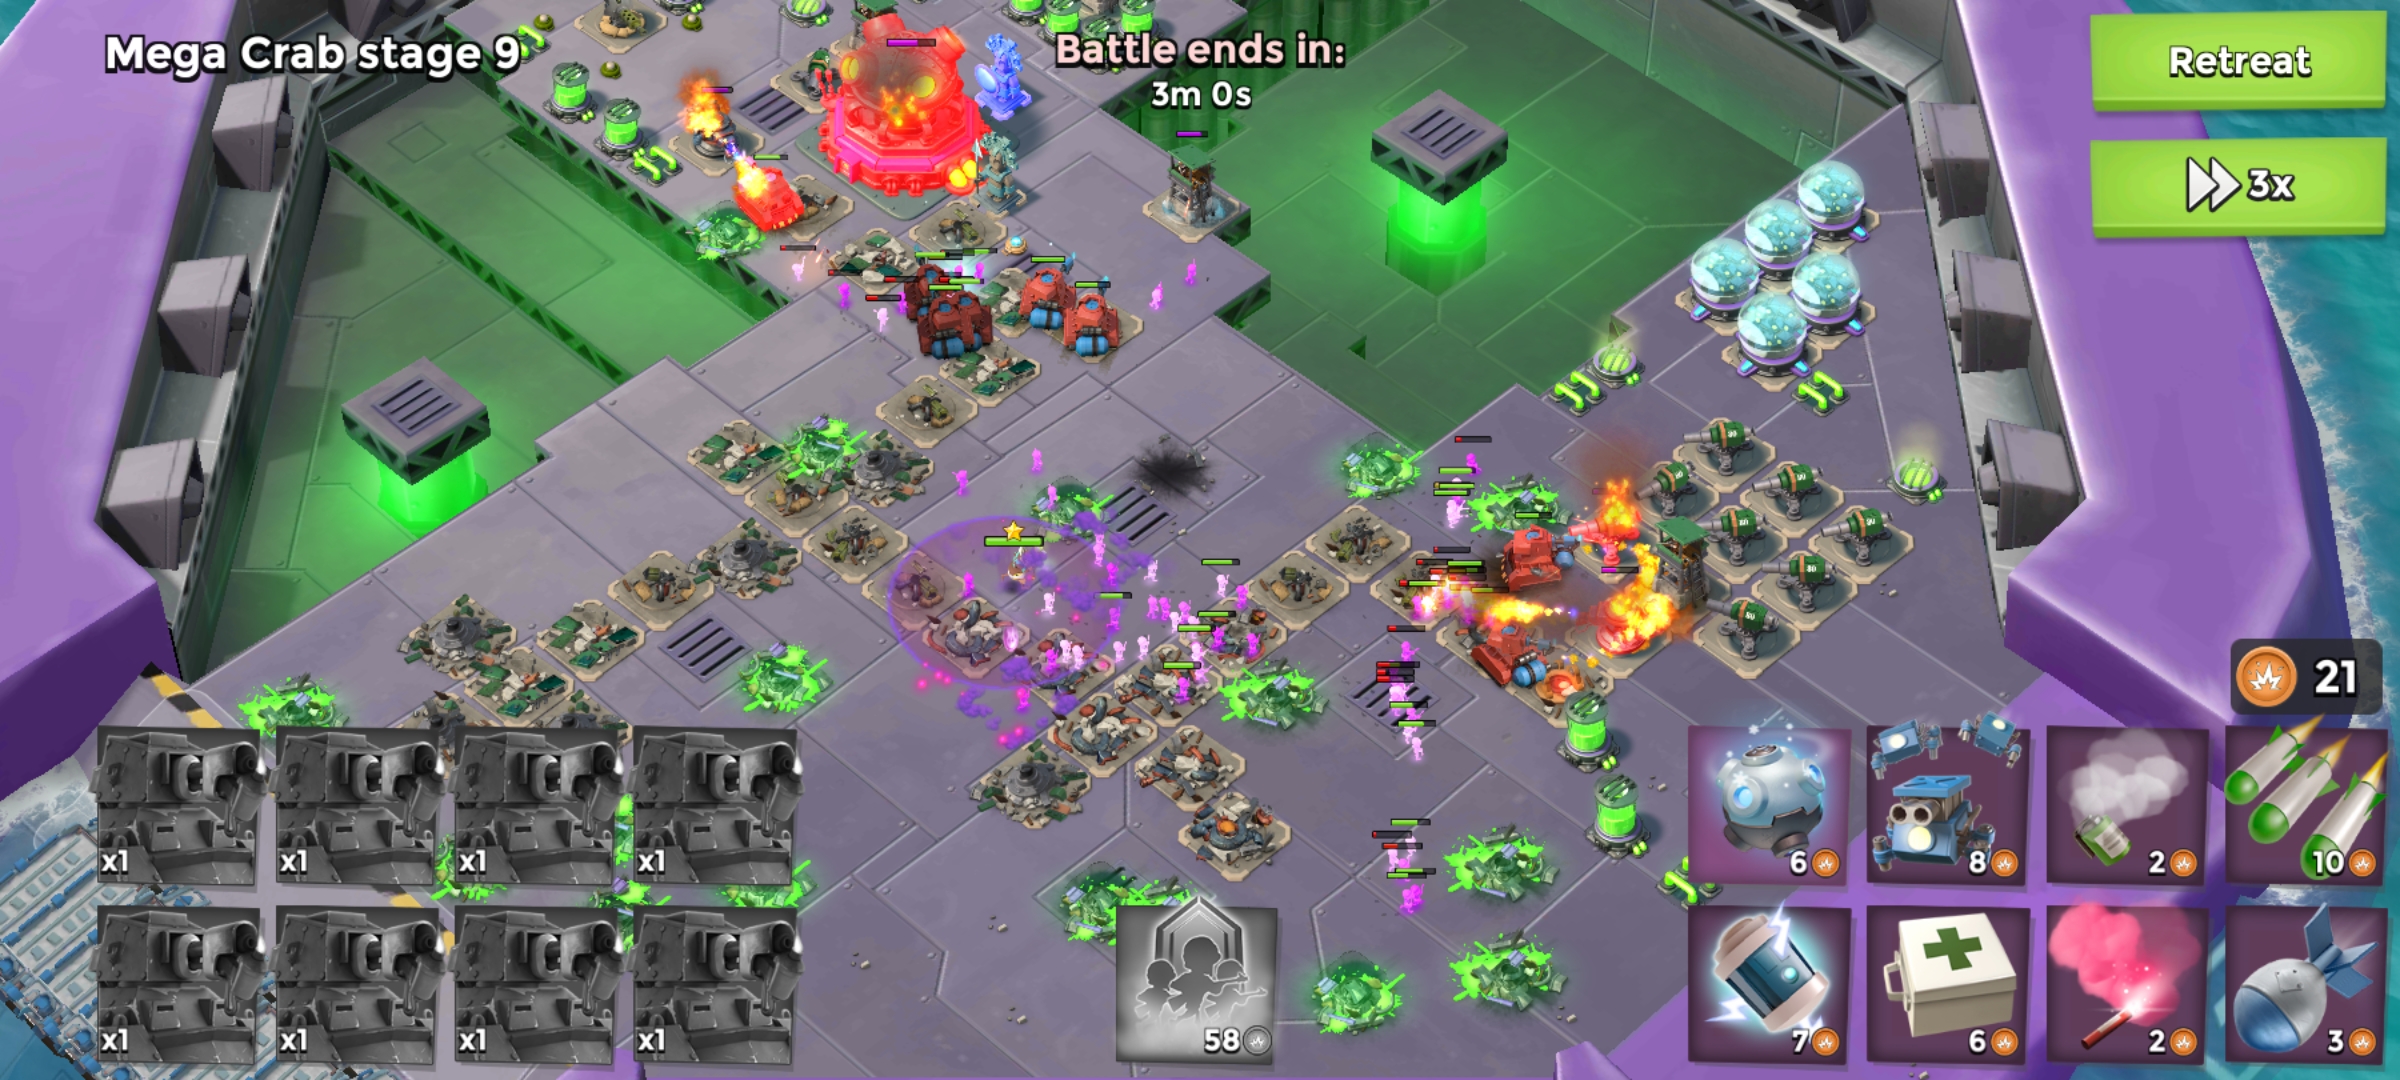 Mega Crab stage 9
Battle ends in:
3m 0s
Retreat
3x
21
x1
x1
x1
x1
6
8
2
10
x1
x1
x1
x1
58
7
6
2
3